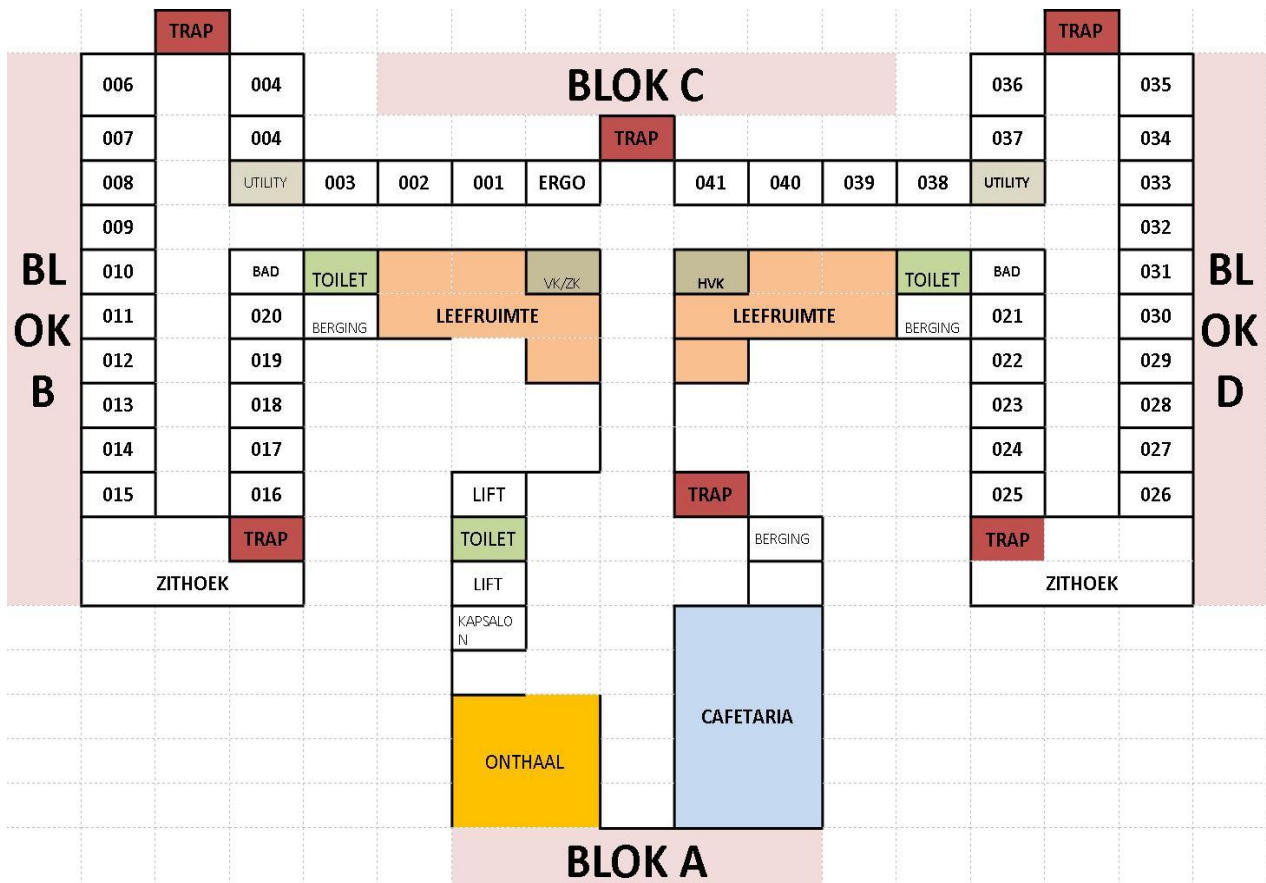 TRAP TRAP
006 004 BLOK C 036 035
007 004 TRAP 037 034
008 UTILITY 003 002 001 ERGO 041 040 039 038 UTILITY 033
009 032
BL 010 BAD TOILET VK/ZK HVK TOILET BAD 031 BL
OK 011 020 BERGING LEEFRUIMTE LEEFRUIMTE BERGING 021 030 OK
B 012 019 022 029 D
013 018 023 028
014 017 024 027
015 016 LIFT TRAP 025 026
TRAP TOILET BERGING TRAP
ZITHOEK LIFT ZITHOEK
KAPSALO
N
CAFETARIA
ONTHAAL
BLOK A